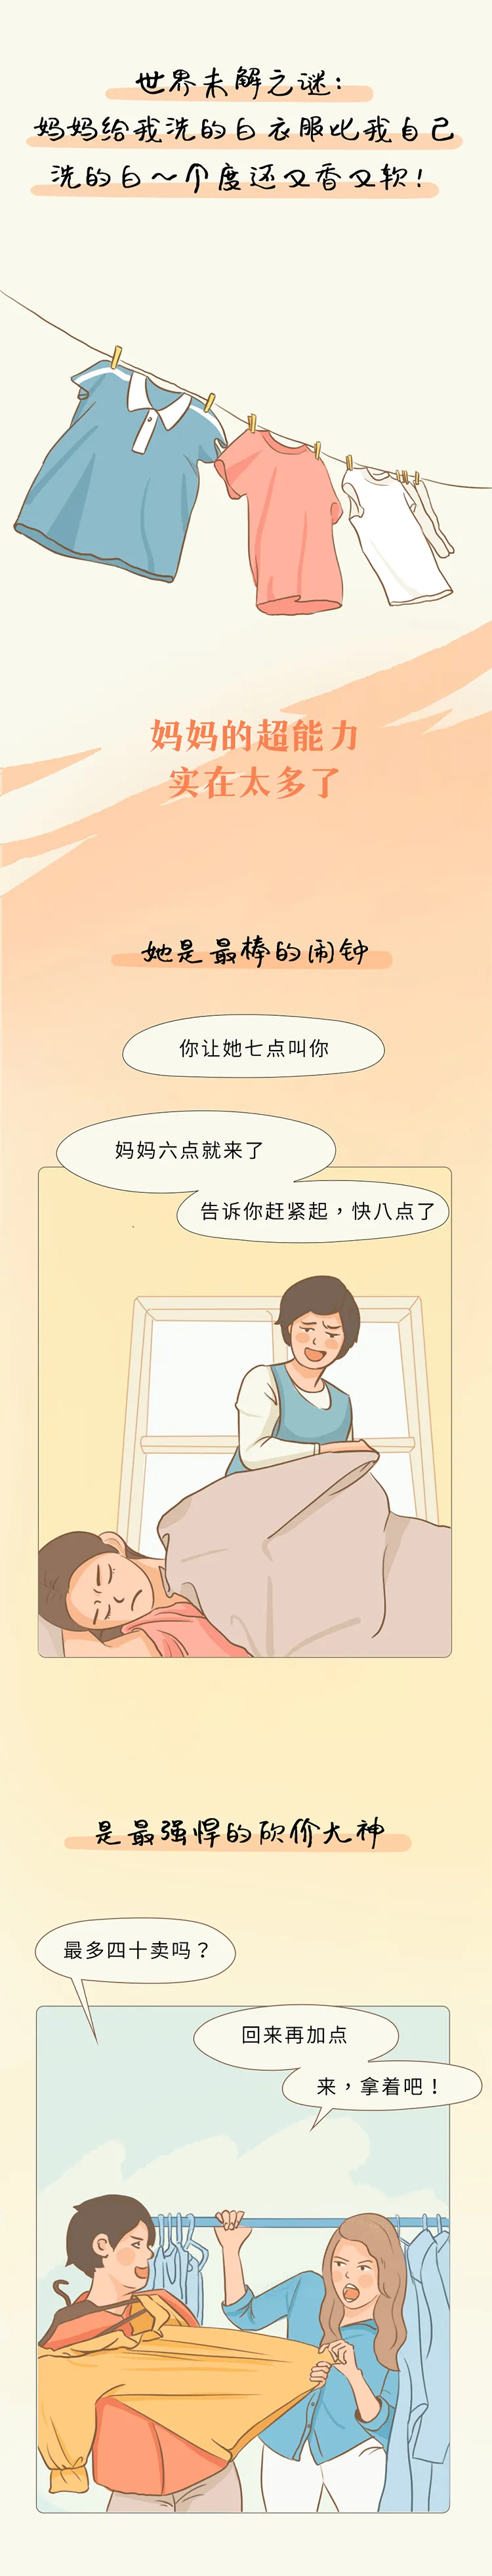 世界未解之谜：
妈妈给我洗的白衣服比我自己
洗的白～个度还又香又软！
妈妈的超能力
实在太多了
她是最棒的闹钟
你让她七点叫你
妈妈六点就来了
告诉你赶紧起，快八点了
是最强悍的砍价大神
最多四十卖吗？
回来再加点
来，拿着吧！